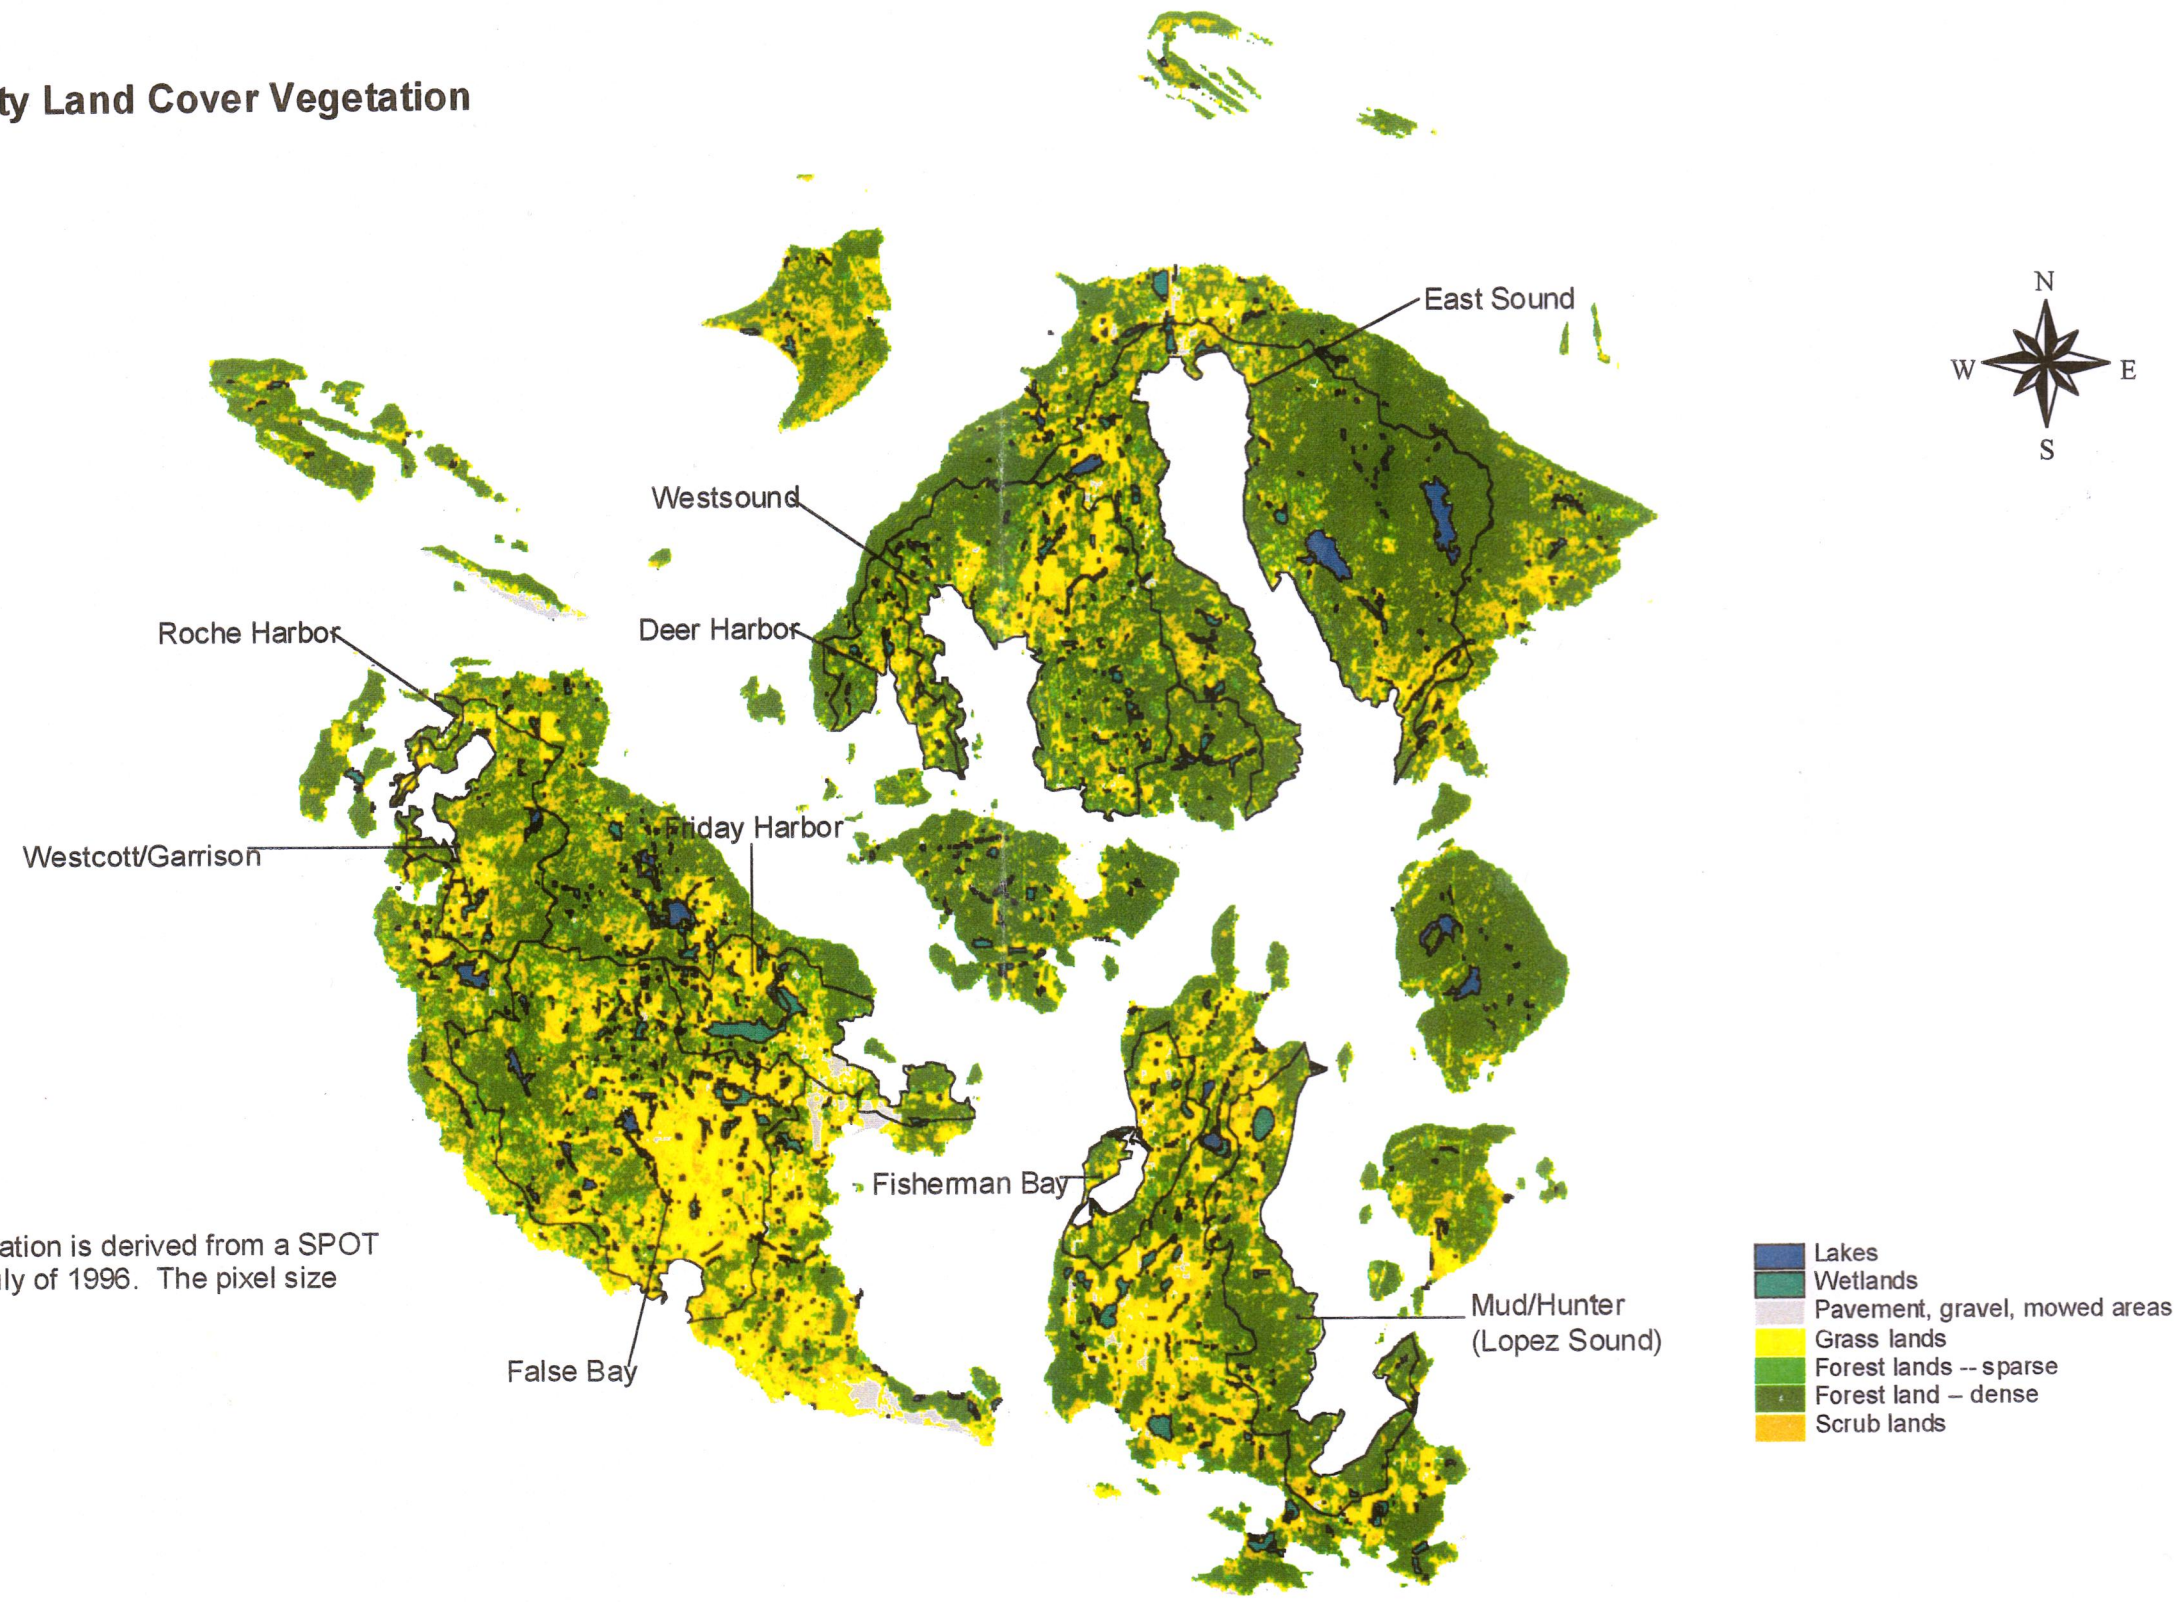 ty Land Cover Vegetation
N
W
E
S
East Sound
Westsound
Roche Harbor
Deer Harbor
Friday Harbor
Westcott/Garrison
Fisherman Bay
ation is derived from a SPOT
ly of 1996. The pixel size
False Bay
Mud/Hunter
(Lopez Sound)
Lakes
Wetlands
Pavement, gravel, mowed areas
Grass lands
Forest lands -- sparse
Forest land – dense
Scrub lands